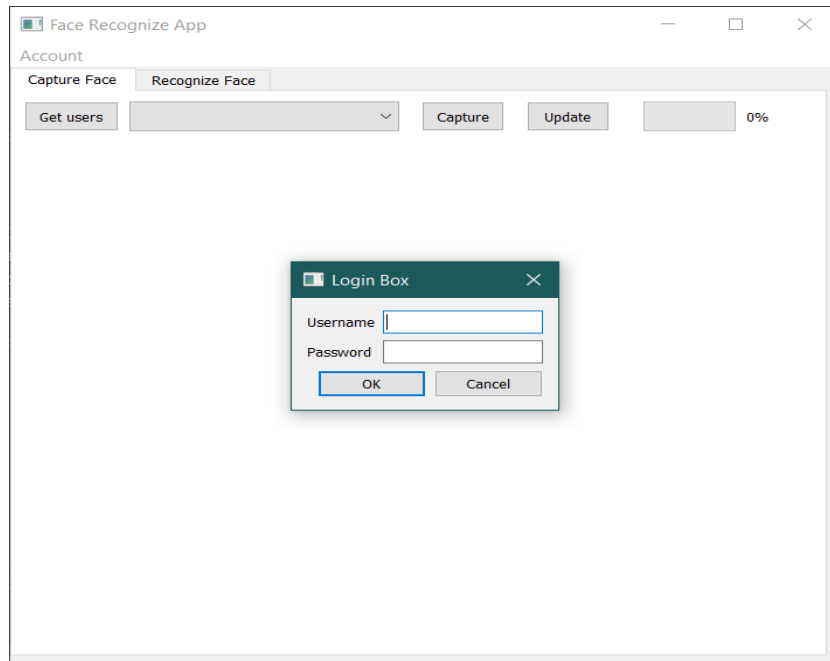 Face Recognize App
Account
Capture Face Recognize Face
Get users Capture Update 0%
Login Box
Username
Password
OK Cancel